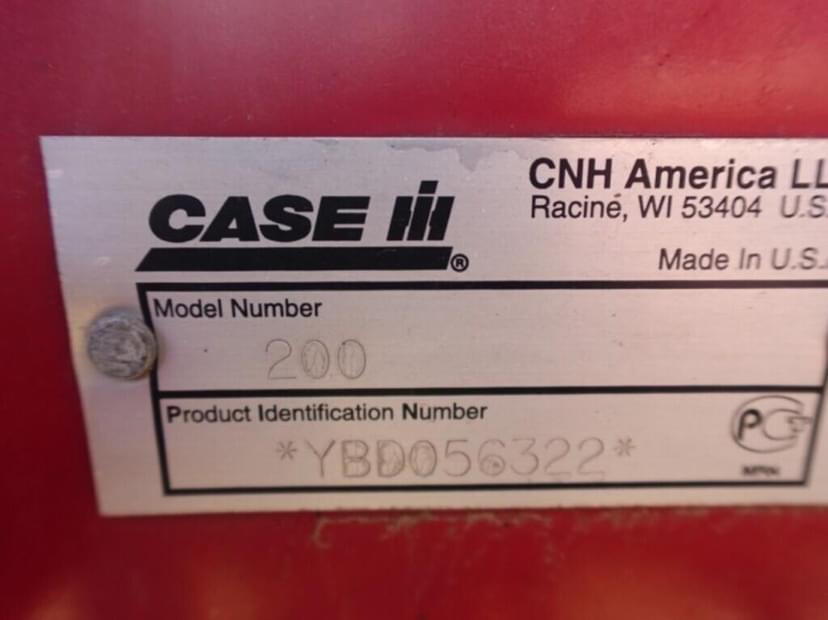 CASE IH®
CNH America LL
Racine, WI 53404 U.S.
Made In U.S.
Model Number
200
Product Identification Number
*YBD056322*